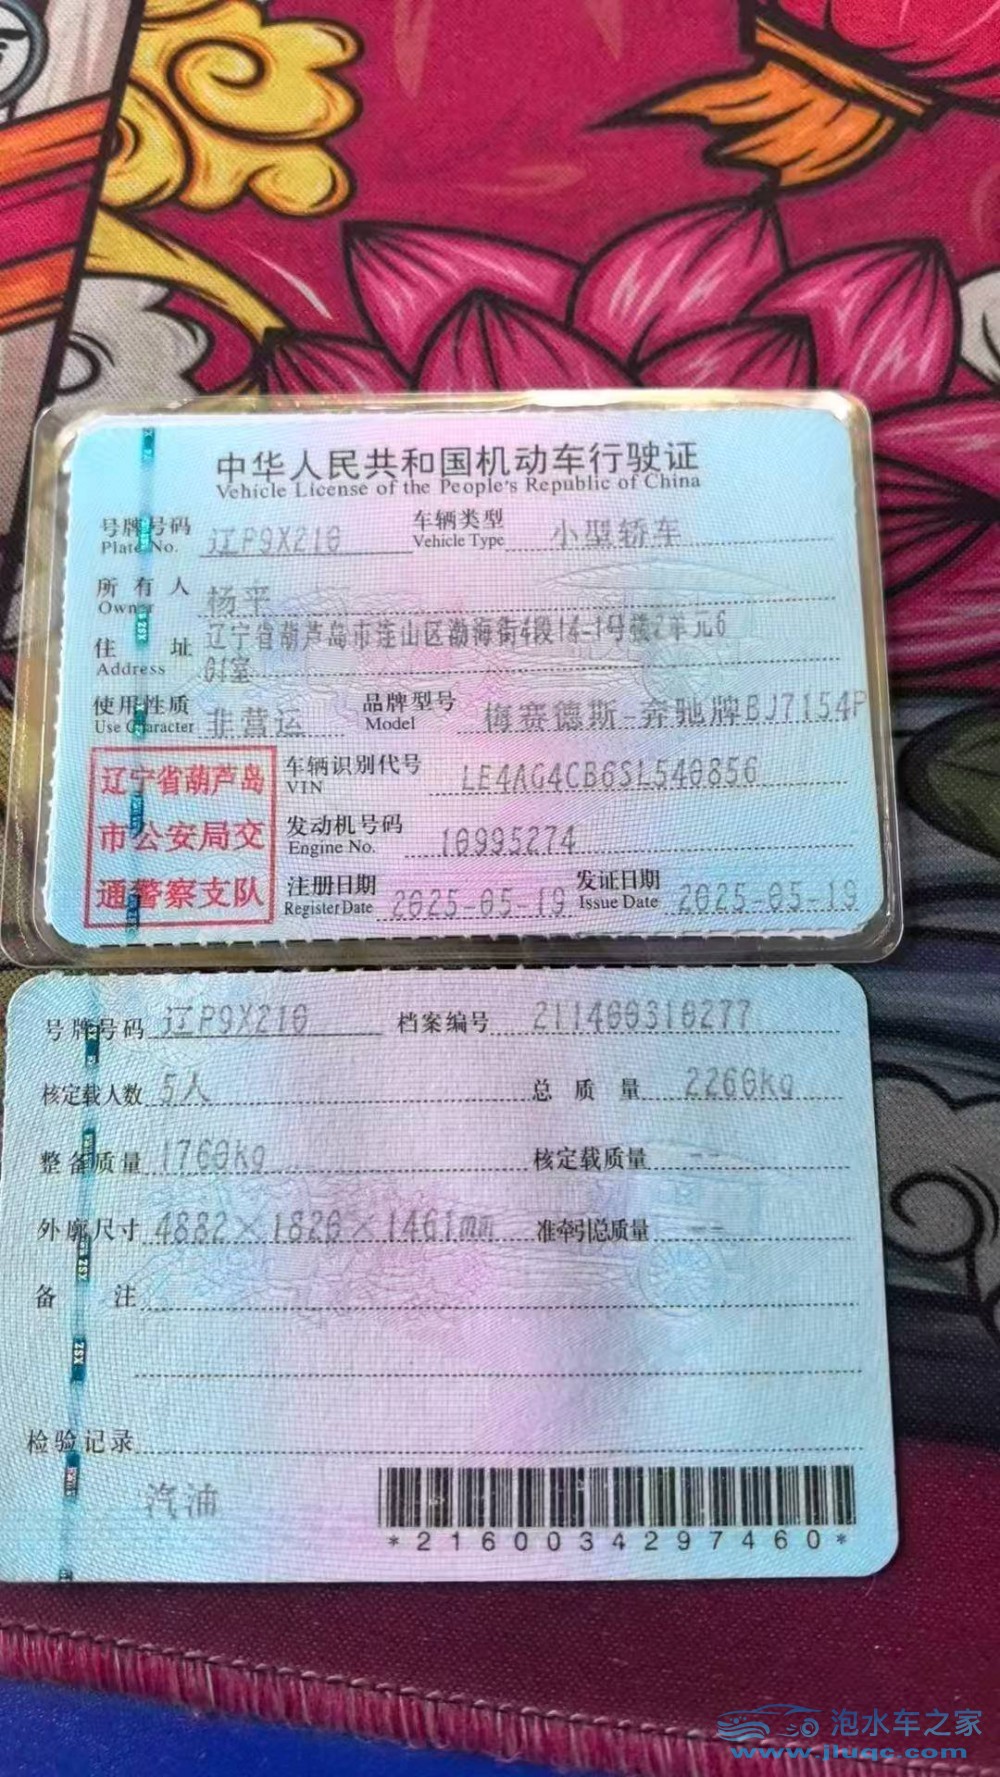 中华人民共和国机动车行驶证
Vehicle License of the People's Republic of China
号牌号码 辽P9X210 车辆类型 小型轿车
Plate No. Vehicle Type
所有人 杨平
Owner
住址 辽宁省葫芦岛市连山区渤海街4段14-1号楼2单元6
Address 01室
使用性质 非营运 品牌型号 梅赛德斯-奔驰牌BJ7154P
Use Character Model
辽宁省葫芦岛
市公安局交
通警察支队
车辆识别代号 LE4AG4CB6SL540856
VIN
发动机号码 10995274
Engine No.
注册日期 2025-05-19 发证日期 2025-05-19
Register Date Issue Date
号牌号码 辽P9X210 档案编号 211400310277
核定载人数 5人 总质量 2260kg
整备质量 1760kg 核定载质量 --
外廓尺寸 4882×1826×1461mm 准牵引总质量 --
备注
检验记录
汽油
*2160034297460*
泡水车之家
www.jluqc.com